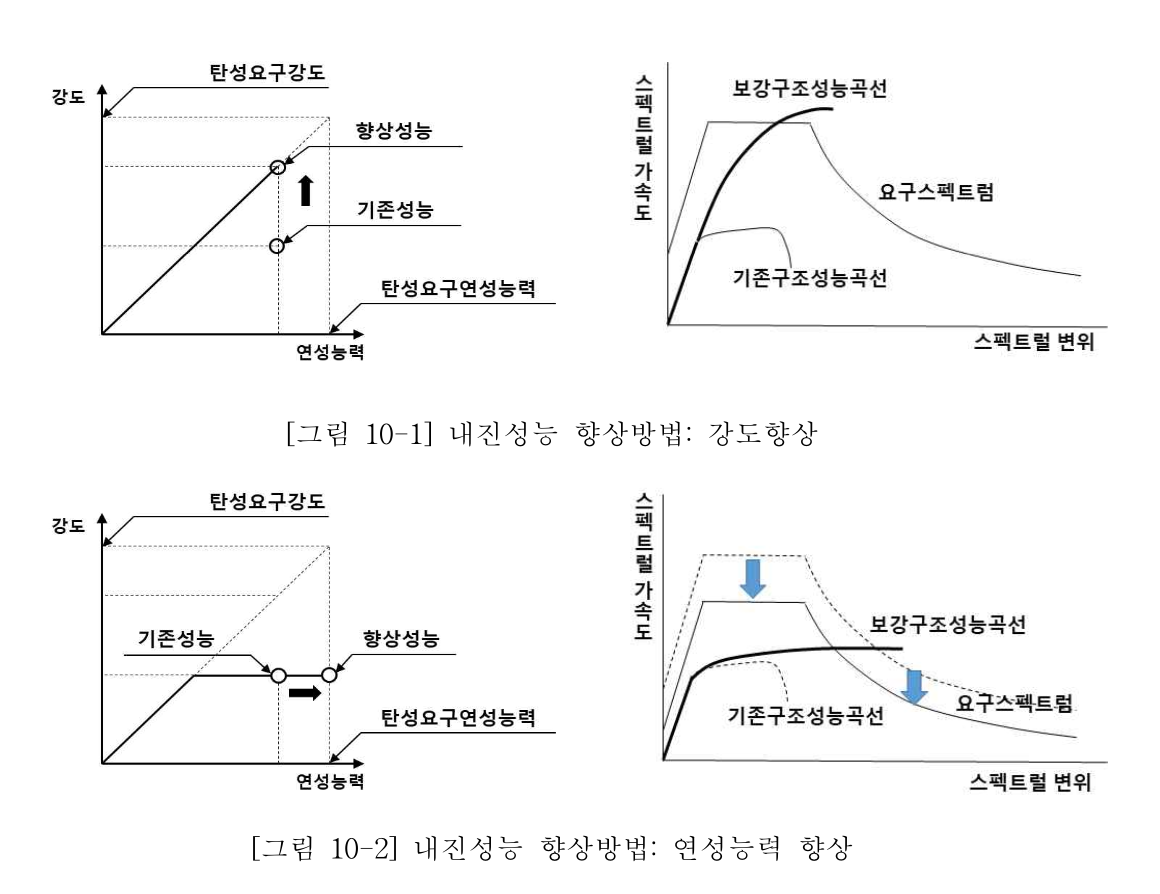 탄성요구강도
강도
향상성능
기존성능
탄성요구연성능력
연성능력
스펙트럴 가속도
보강구조성능곡선
요구스펙트럼
기존구조성능곡선
스펙트럴 변위
[그림 10-1] 내진성능 향상방법: 강도향상
탄성요구강도
강도
기존성능
향상성능
탄성요구연성능력
연성능력
스펙트럴 가속도
보강구조성능곡선
요구스펙트럼
기존구조성능곡선
스펙트럴 변위
[그림 10-2] 내진성능 향상방법: 연성능력 향상